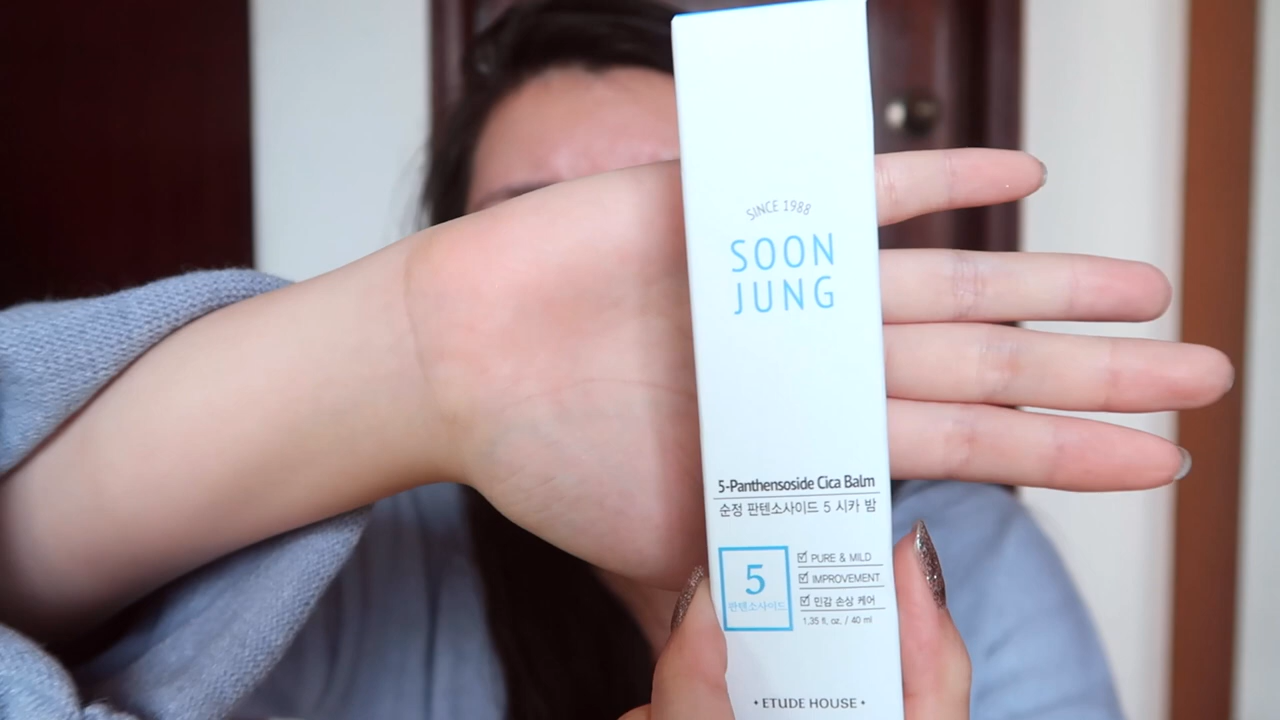 SINCE 1988
SOON
JUNG
5-Panthensoside Cica Balm
순정 판텐소사이드 5 시카 밤
5
판텐소사이드
PURE & MILD
IMPROVEMENT
민감 손상 케어
1.35 fl. oz. / 40 ml
ETUDE HOUSE